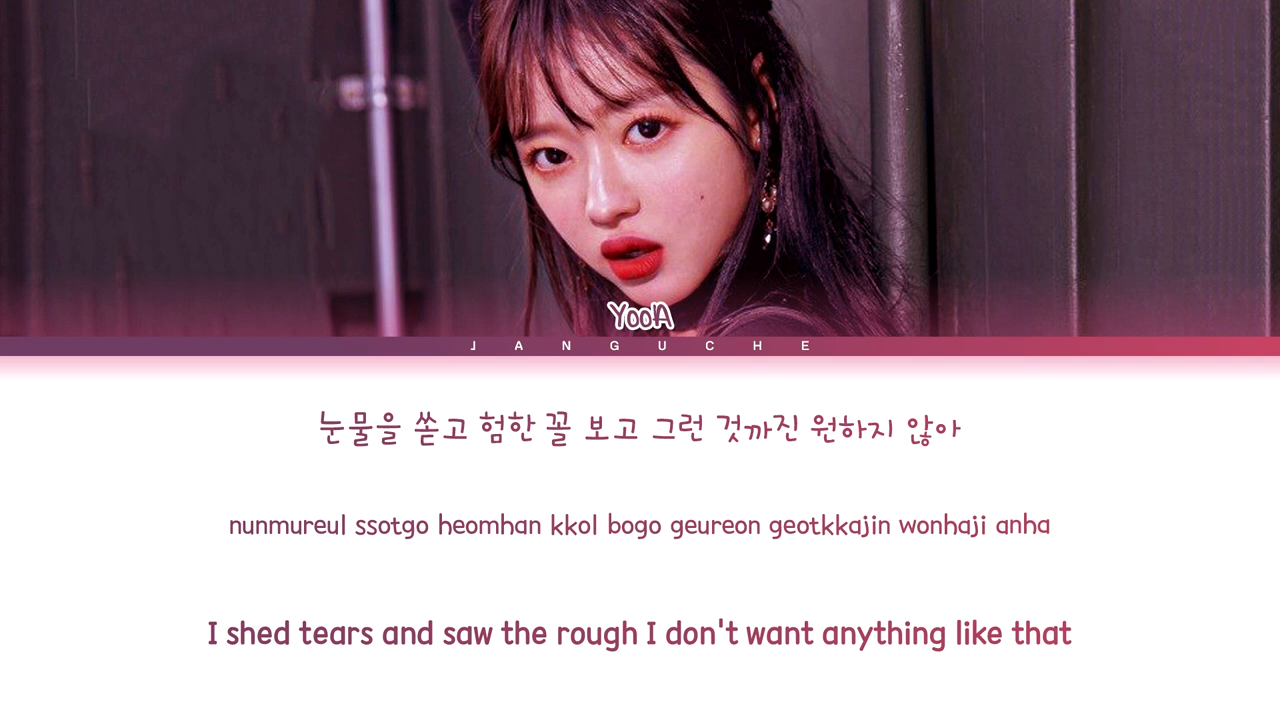 YooA
JANGUCHE
눈물을 쏟고 험한 꼴 보고 그런 것까진 원하지 않아
nunmureul ssotgo heomhan kkol bogo geureon geotkkajin wonhaji anha
I shed tears and saw the rough I don't want anything like that